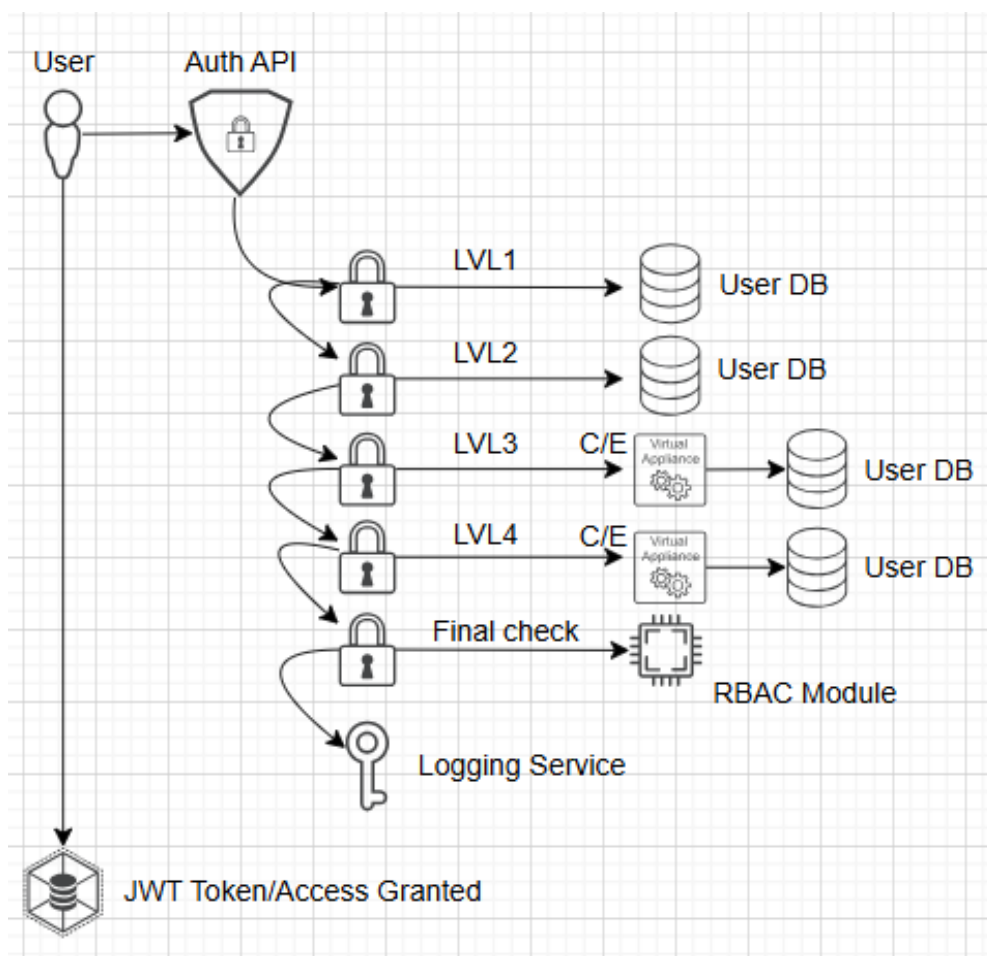 User
Auth API
LVL1
User DB
LVL2
User DB
LVL3
C/E
Virtual
Appliance
User DB
LVL4
C/E
Virtual
Appliance
User DB
Final check
RBAC Module
Logging Service
JWT Token/Access Granted